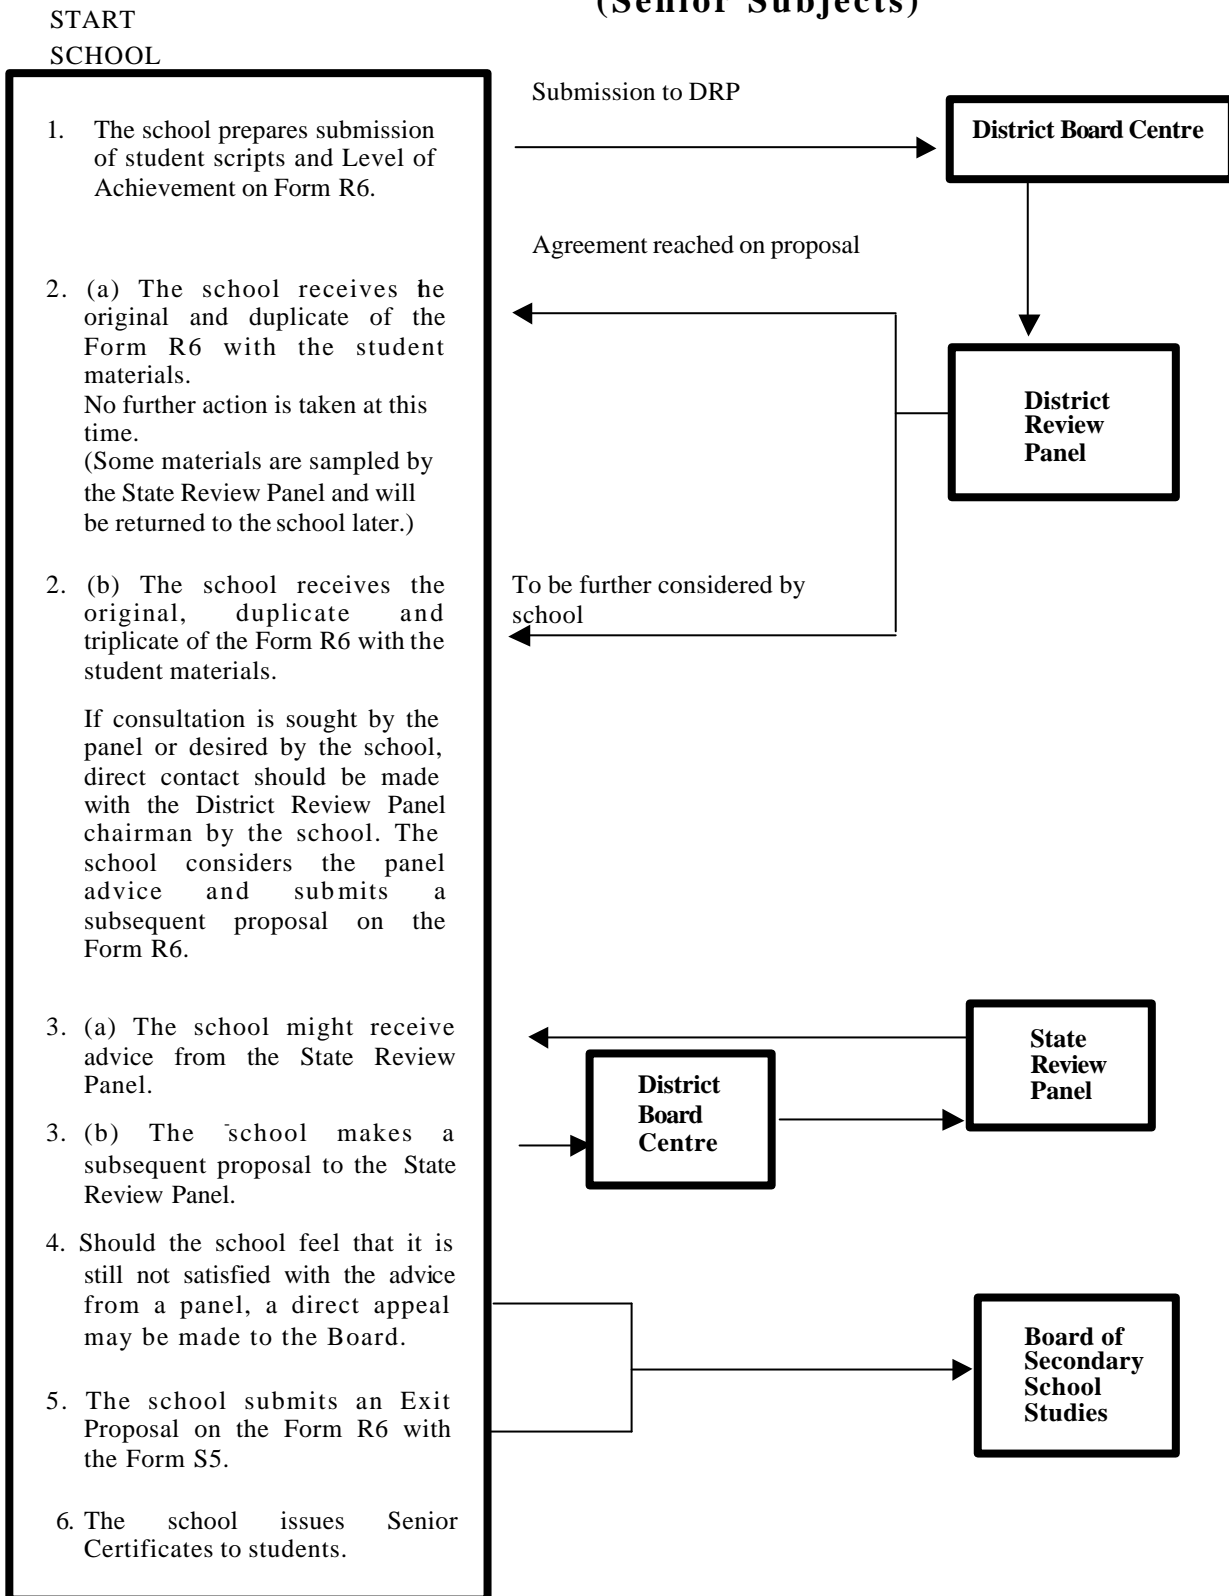 (Senior Subjects)
START
SCHOOL
Submission to DRP
District Board Centre
1. The school prepares submission
of student scripts and Level of
Achievement on Form R6.
Agreement reached on proposal
2. (a) The school receives he
original and duplicate of the
Form R6 with the student
materials.
No further action is taken at this
time.
(Some materials are sampled by
the State Review Panel and will
be returned to the school later.)
District
Review
Panel
2. (b) The school receives the
original, duplicate and
triplicate of the Form R6 with the
student materials.
To be further considered by
school
If consultation is sought by the
panel or desired by the school,
direct contact should be made
with the District Review Panel
chairman by the school. The
school considers the panel
advice and submits a
subsequent proposal on the
Form R6.
3. (a) The school might receive
advice from the State Review
Panel.
State
Review
Panel
District
Board
Centre
3. (b) The school makes a
subsequent proposal to the State
Review Panel.
4. Should the school feel that it is
still not satisfied with the advice
from a panel, a direct appeal
may be made to the Board.
Board of
Secondary
School
Studies
5. The school submits an Exit
Proposal on the Form R6 with
the Form S5.
6. The school issues Senior
Certificates to students.